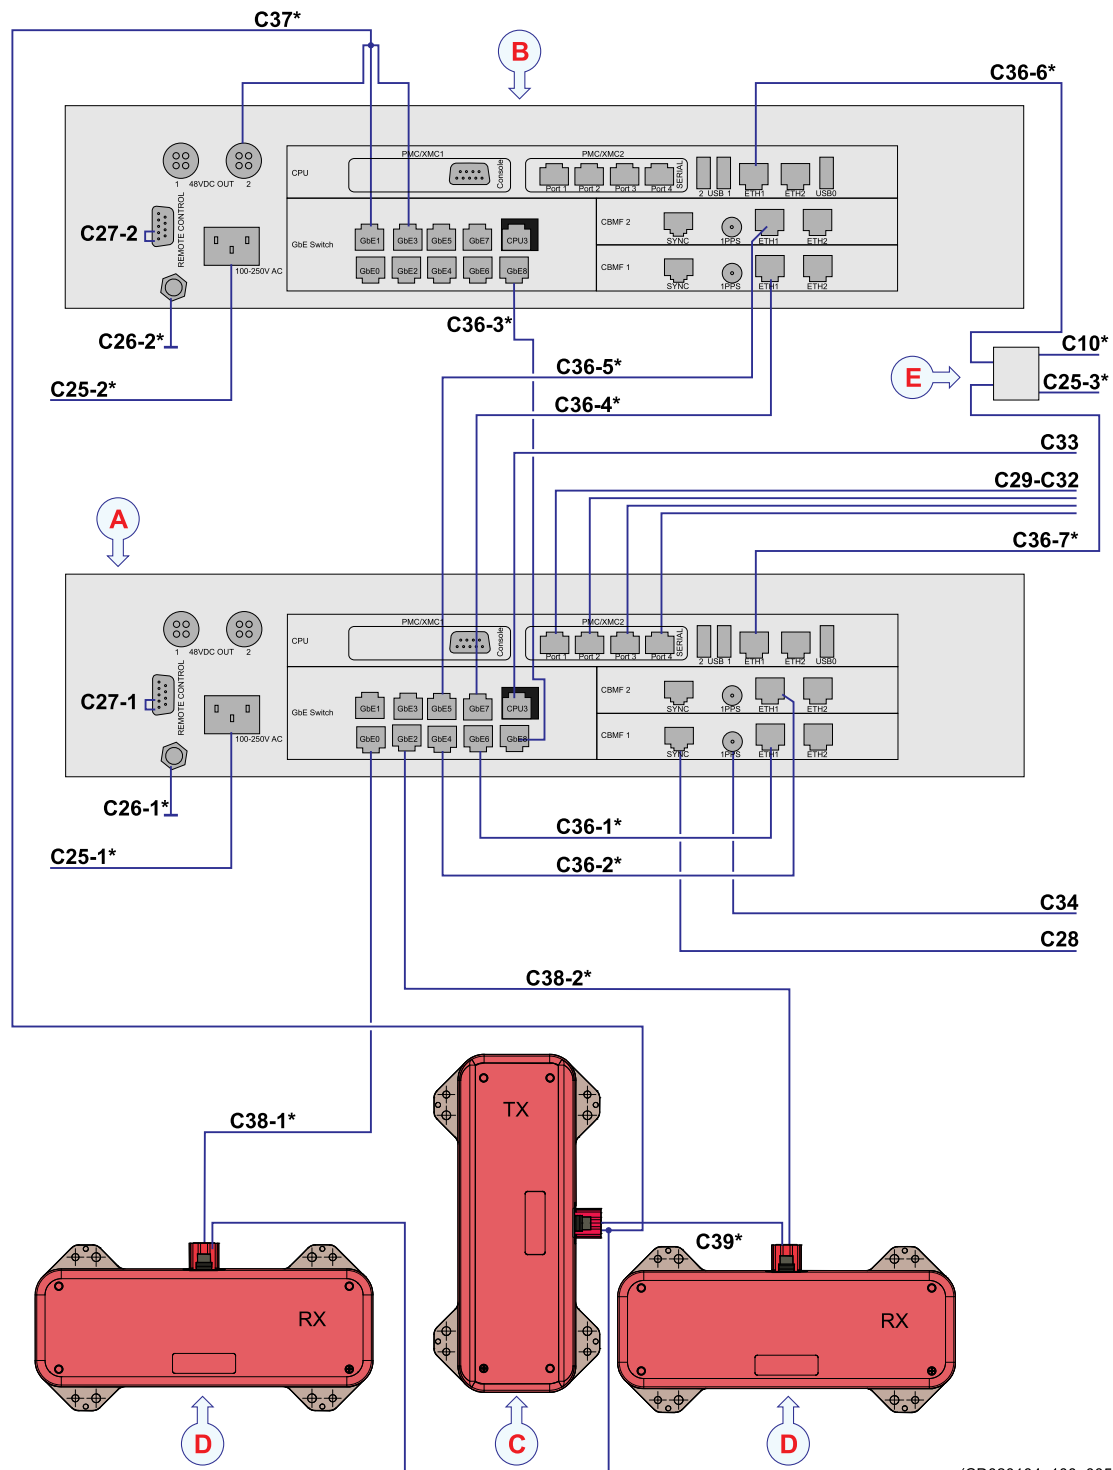 C37*
B
C36-6*
PMC/XMC1
PMC/XMC2
CPU
Console
Port 1
Port 2
Port 3
Port 4
SERIAL
2 USB 1
ETH1
ETH2
USB0
1 48VDC OUT 2
REMOTE CONTROL
C27-2
100-250V AC
GbE Switch
GbE1
GbE3
GbE5
GbE7
CPU3
GbE0
GbE2
GbE4
GbE6
GbE8
CBMF 2
SYNC
1PPS
ETH1
ETH2
CBMF 1
SYNC
1PPS
ETH1
ETH2
C36-3*
C26-2*
C10*
C25-2*
C36-5*
E
C25-3*
C36-4*
C33
C29-C32
A
C36-7*
PMC/XMC1
PMC/XMC2
CPU
Console
Port 1
Port 2
Port 3
Port 4
SERIAL
2 USB 1
ETH1
ETH2
USB0
1 48VDC OUT 2
REMOTE CONTROL
C27-1
100-250V AC
GbE Switch
GbE1
GbE3
GbE5
GbE7
CPU3
GbE0
GbE2
GbE4
GbE6
GbE8
CBMF 2
SYNC
1PPS
ETH1
ETH2
CBMF 1
SYNC
1PPS
ETH1
ETH2
C26-1*
C36-1*
C25-1*
C36-2*
C34
C28
C38-2*
TX
C38-1*
C39*
RX
RX
D
C
D